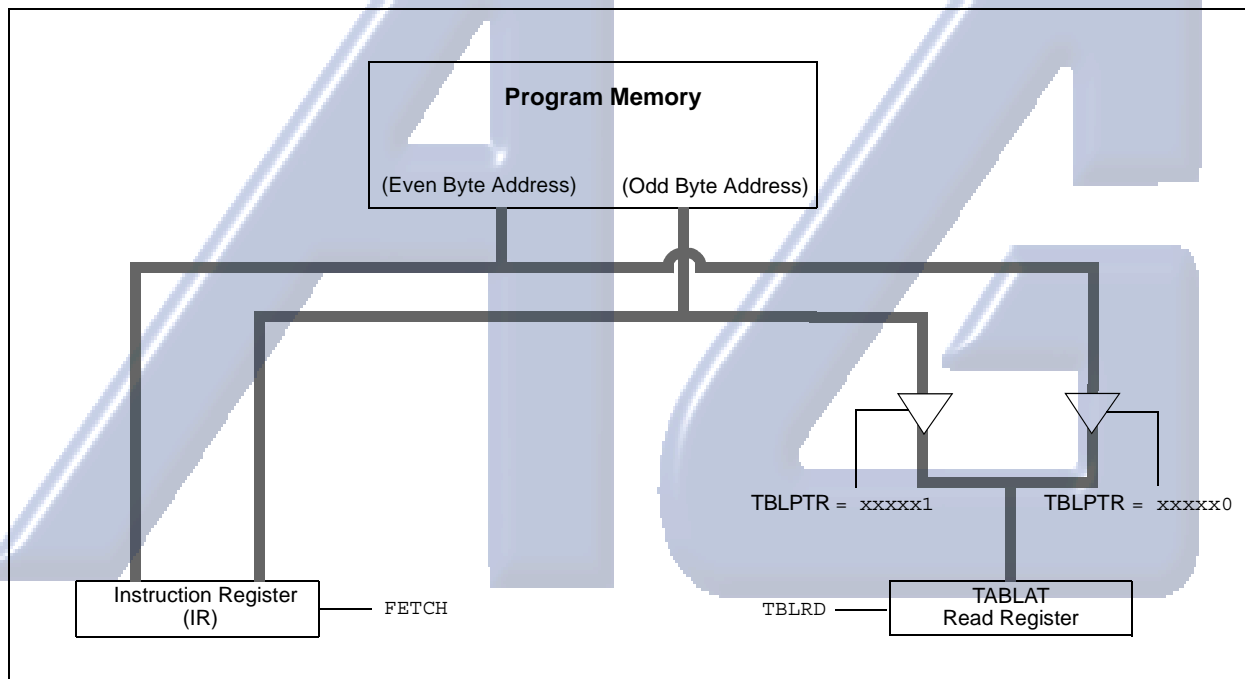 Program Memory
(Even Byte Address)
(Odd Byte Address)
TBLPTR = xxxxx1
TBLPTR = xxxxx0
Instruction Register
(IR)
FETCH
TBLRD
TABLAT
Read Register
AG